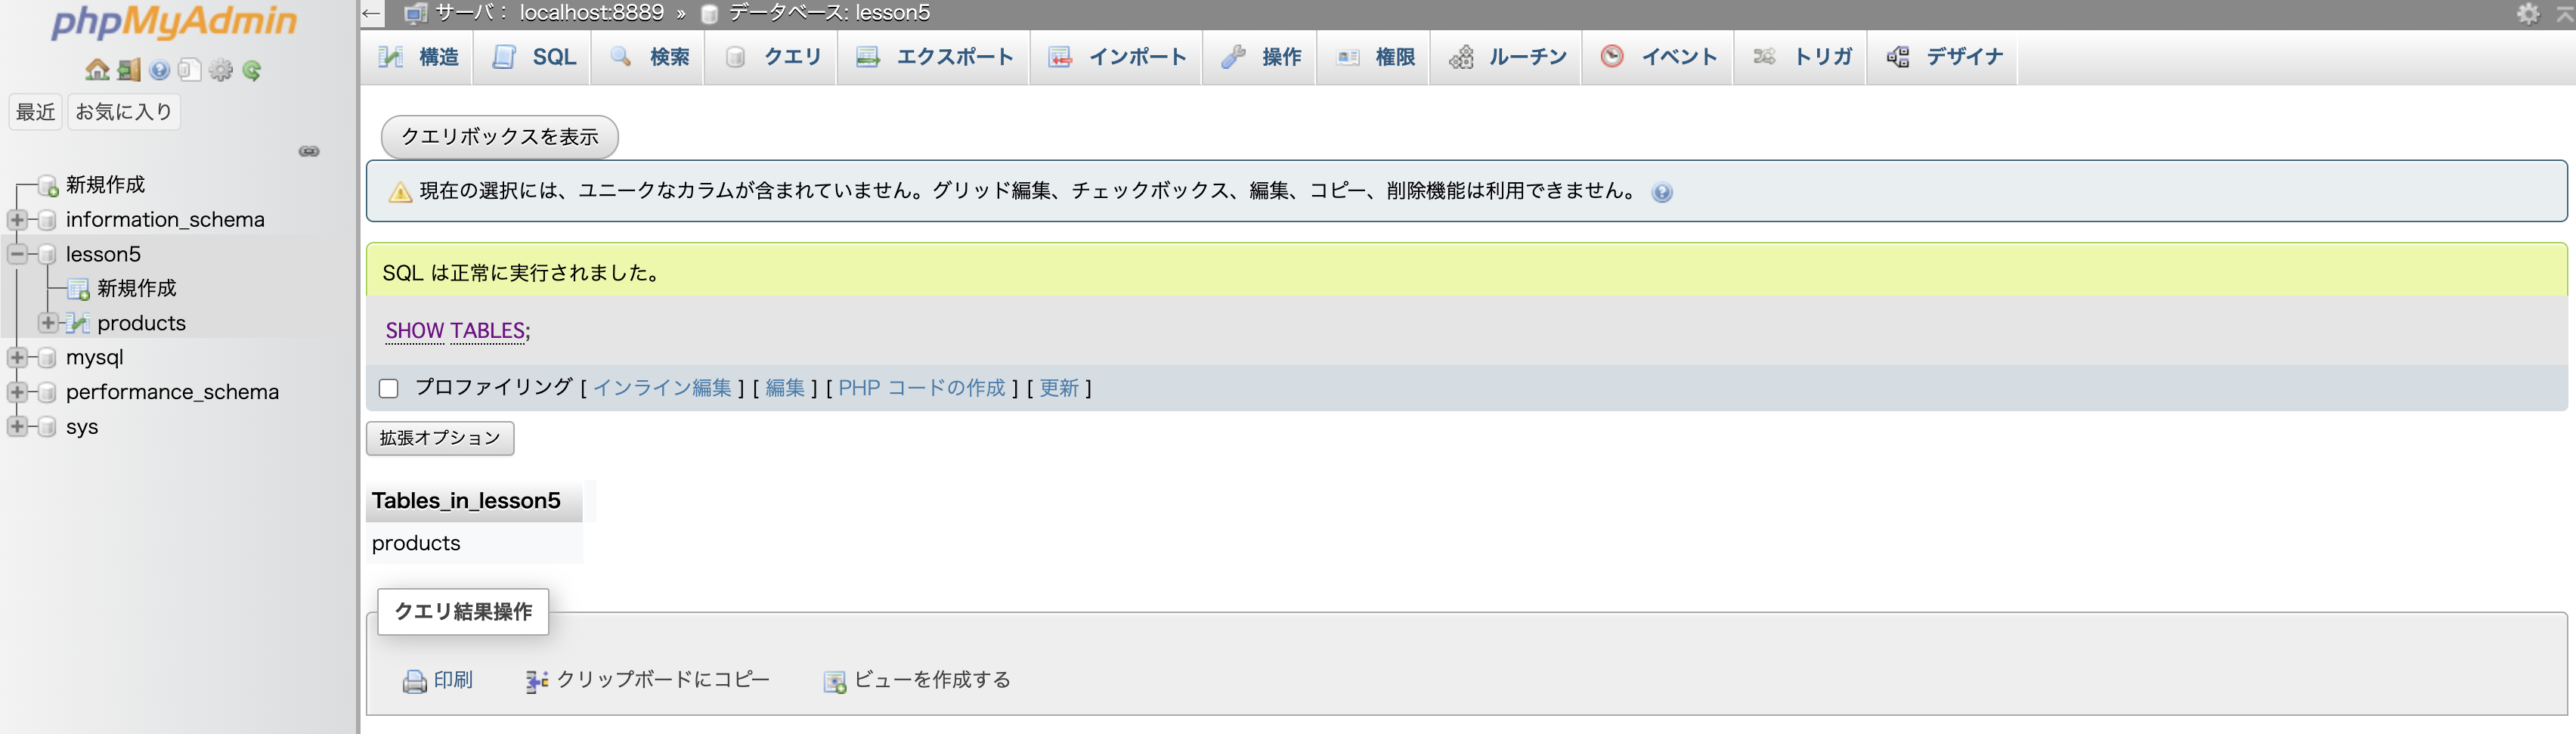 phpMyAdmin
最近 お気に入り
新規作成
information_schema
lesson5
新規作成
products
mysql
performance_schema
sys
← サーバ: localhost:8889 » データベース: lesson5
構造 SQL 検索 クエリ エクスポート インポート 操作 権限 ルーチン イベント トリガ デザイナ
クエリボックスを表示
現在の選択には、ユニークなカラムが含まれていません。グリッド編集、チェックボックス、編集、コピー、削除機能は利用できません。
SQL は正常に実行されました。
SHOW TABLES;
プロファイリング [ インライン編集 ] [ 編集 ] [ PHP コードの作成 ] [ 更新 ]
拡張オプション
Tables_in_lesson5
products
クエリ結果操作
印刷 クリップボードにコピー ビューを作成する